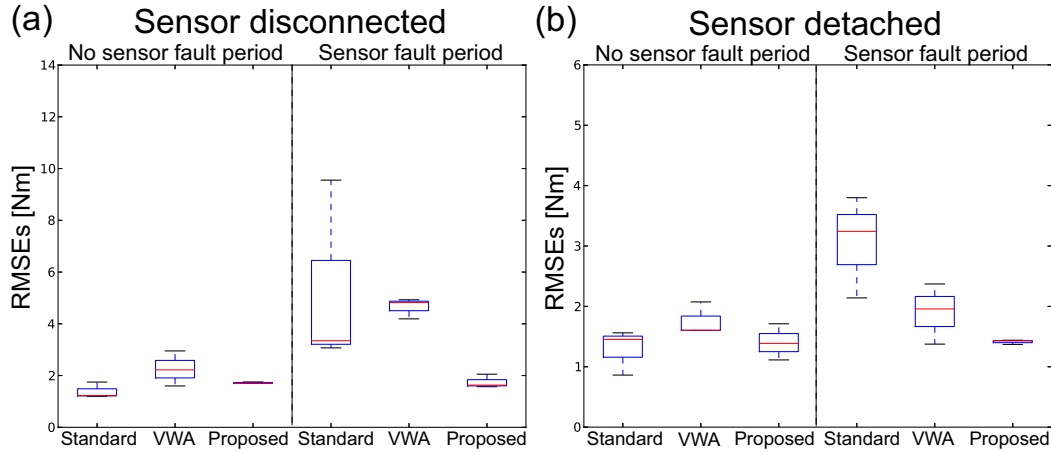 (a) Sensor disconnected
No sensor fault period Sensor fault period
RMSEs [Nm]
14
12
10
8
6
4
2
0
Standard VWA Proposed Standard VWA Proposed
(b) Sensor detached
No sensor fault period Sensor fault period
RMSEs [Nm]
6
5
4
3
2
1
0
Standard VWA Proposed Standard VWA Proposed